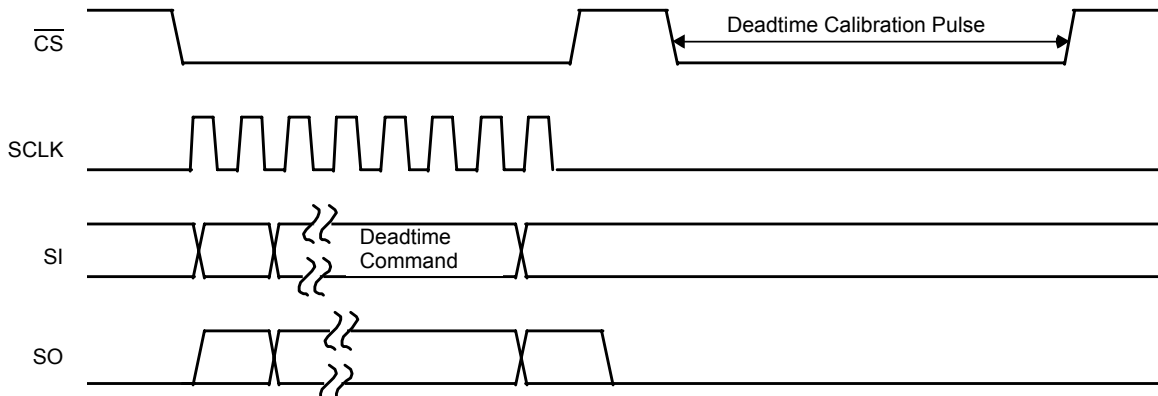 CS
Deadtime Calibration Pulse
SCLK
SI
Deadtime
Command
SO